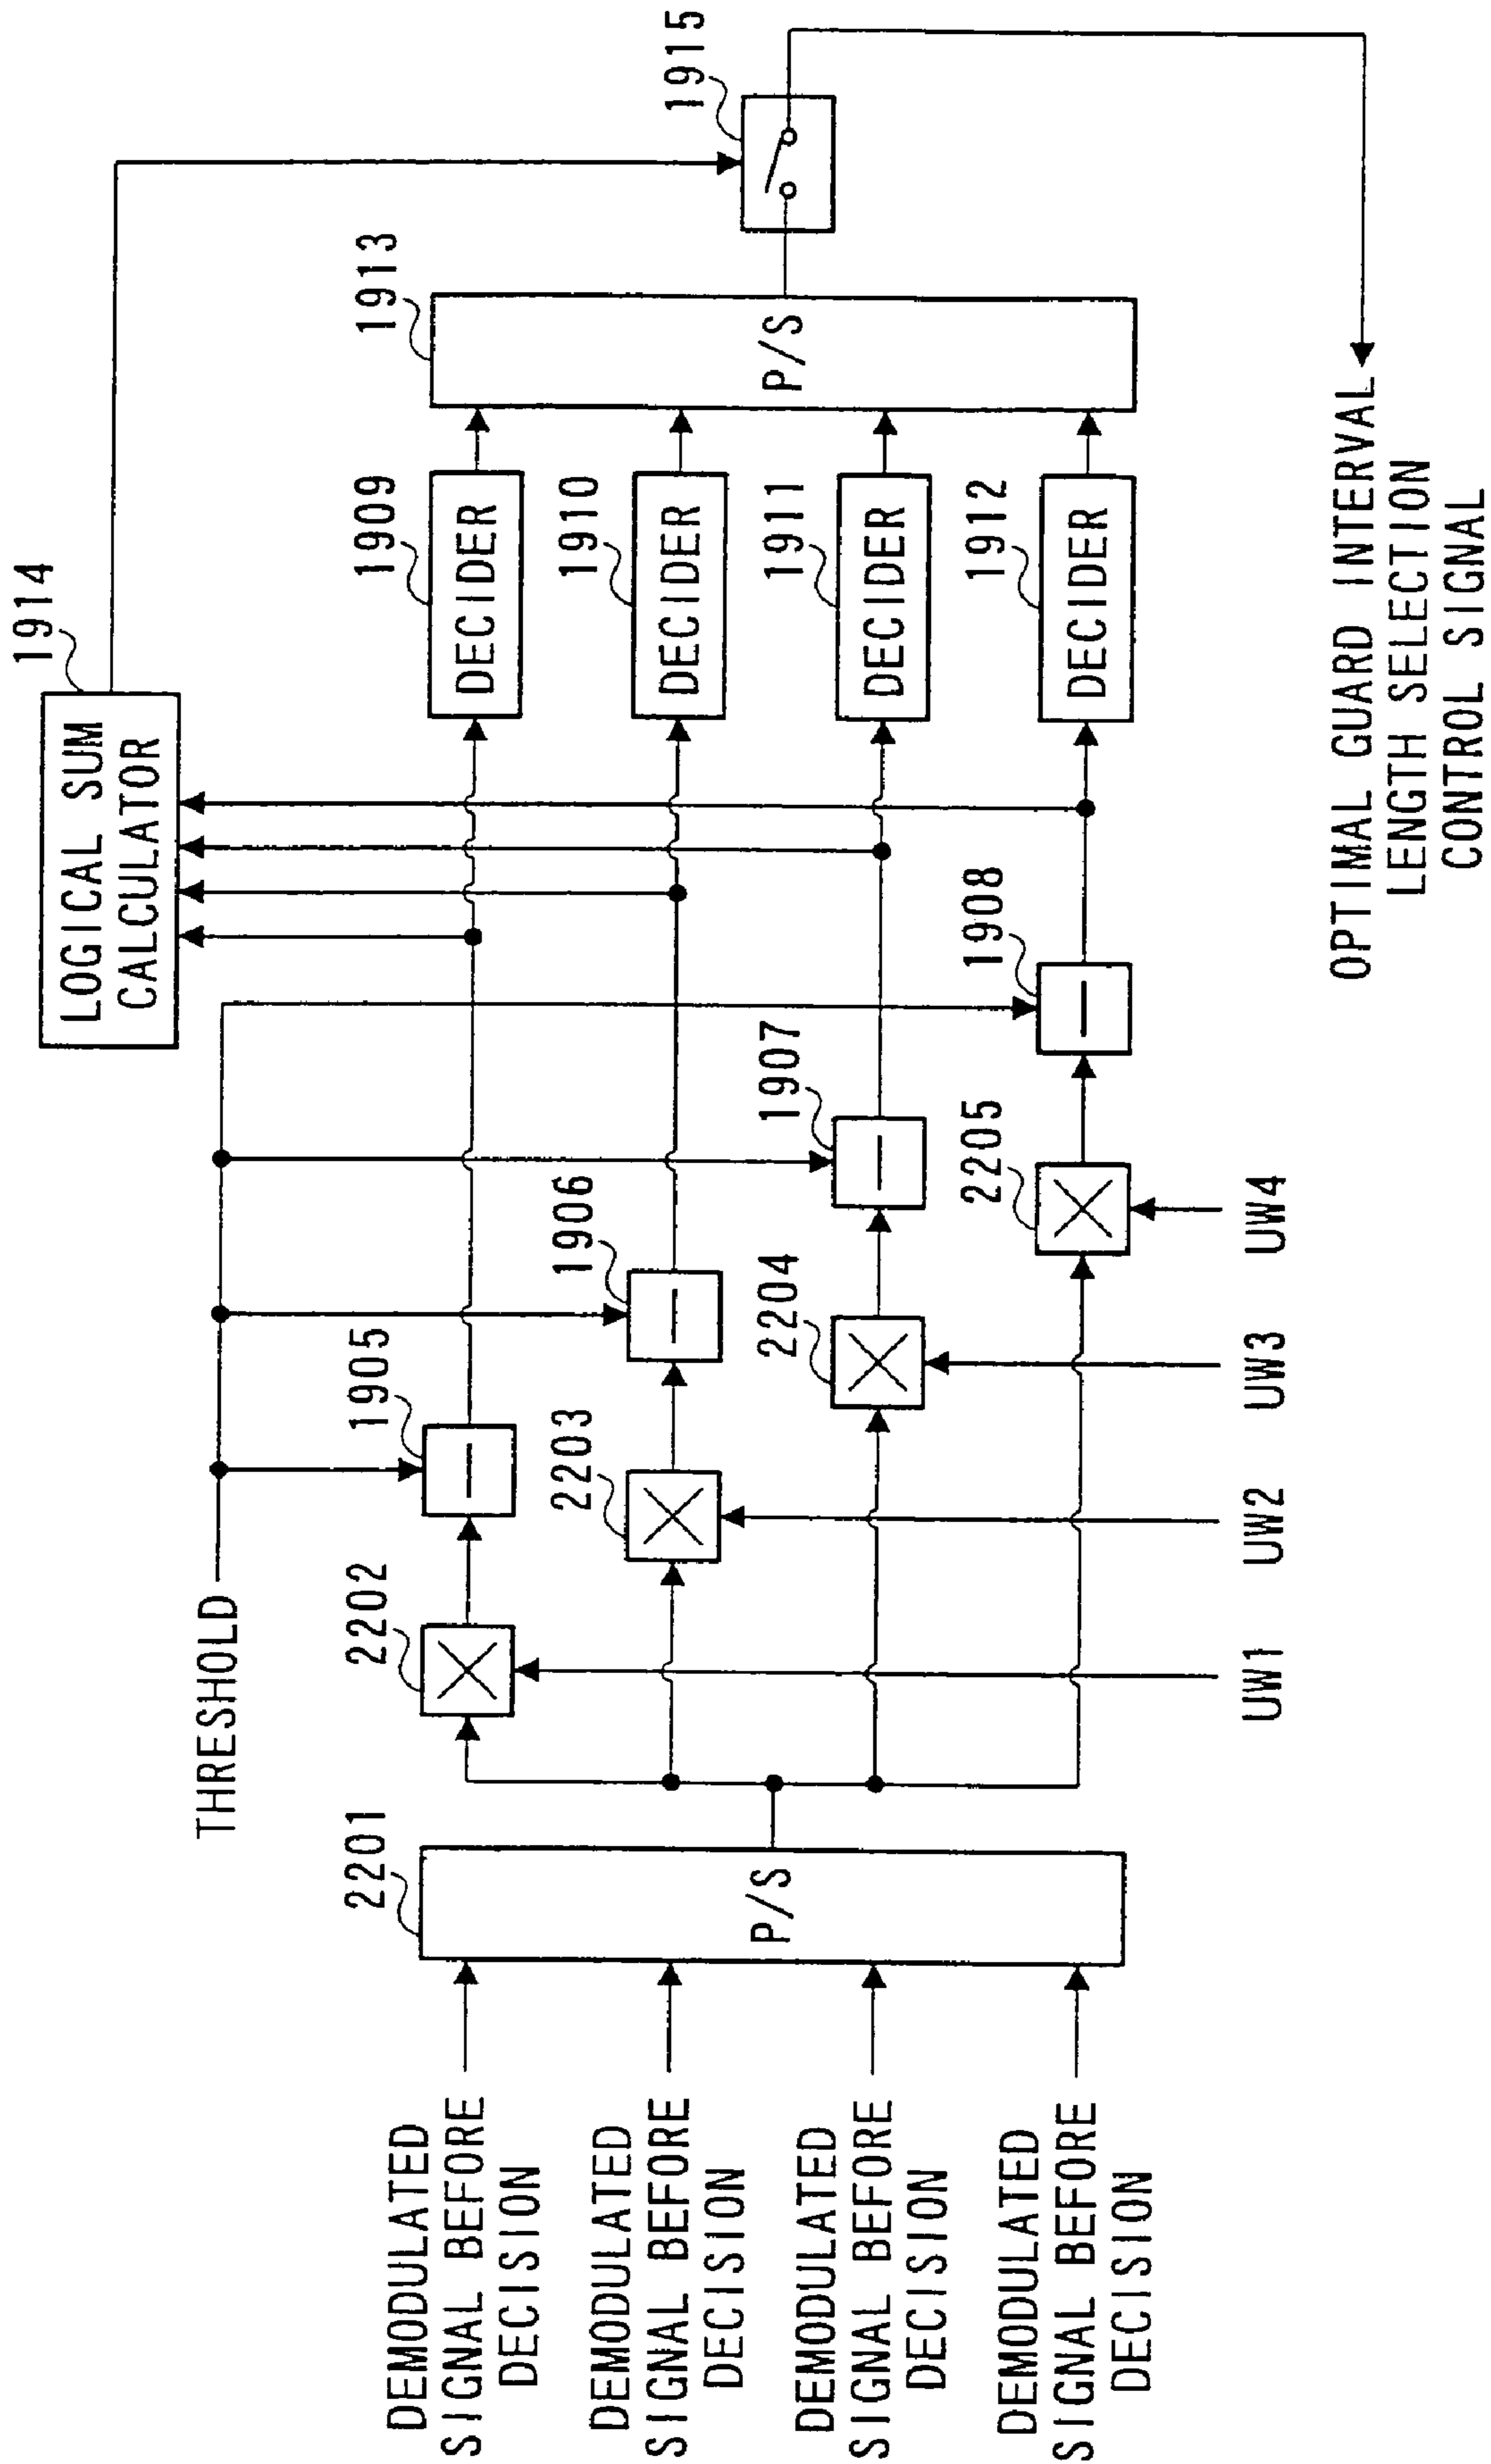 DEMODULATED
SIGNAL BEFORE
DECISION
DEMODULATED
SIGNAL BEFORE
DECISION
DEMODULATED
SIGNAL BEFORE
DECISION
DEMODULATED
SIGNAL BEFORE
DECISION
2201
P/S
THRESHOLD
2202
2203
2204
2205
UW1
UW2
UW3
UW4
1905
1906
1907
1908
LOGICAL SUM
CALCULATOR
1914
1909
DECIDER
1910
DECIDER
1911
DECIDER
1912
DECIDER
1913
P/S
1915
OPTIMAL GUARD INTERVAL
LENGTH SELECTION
CONTROL SIGNAL